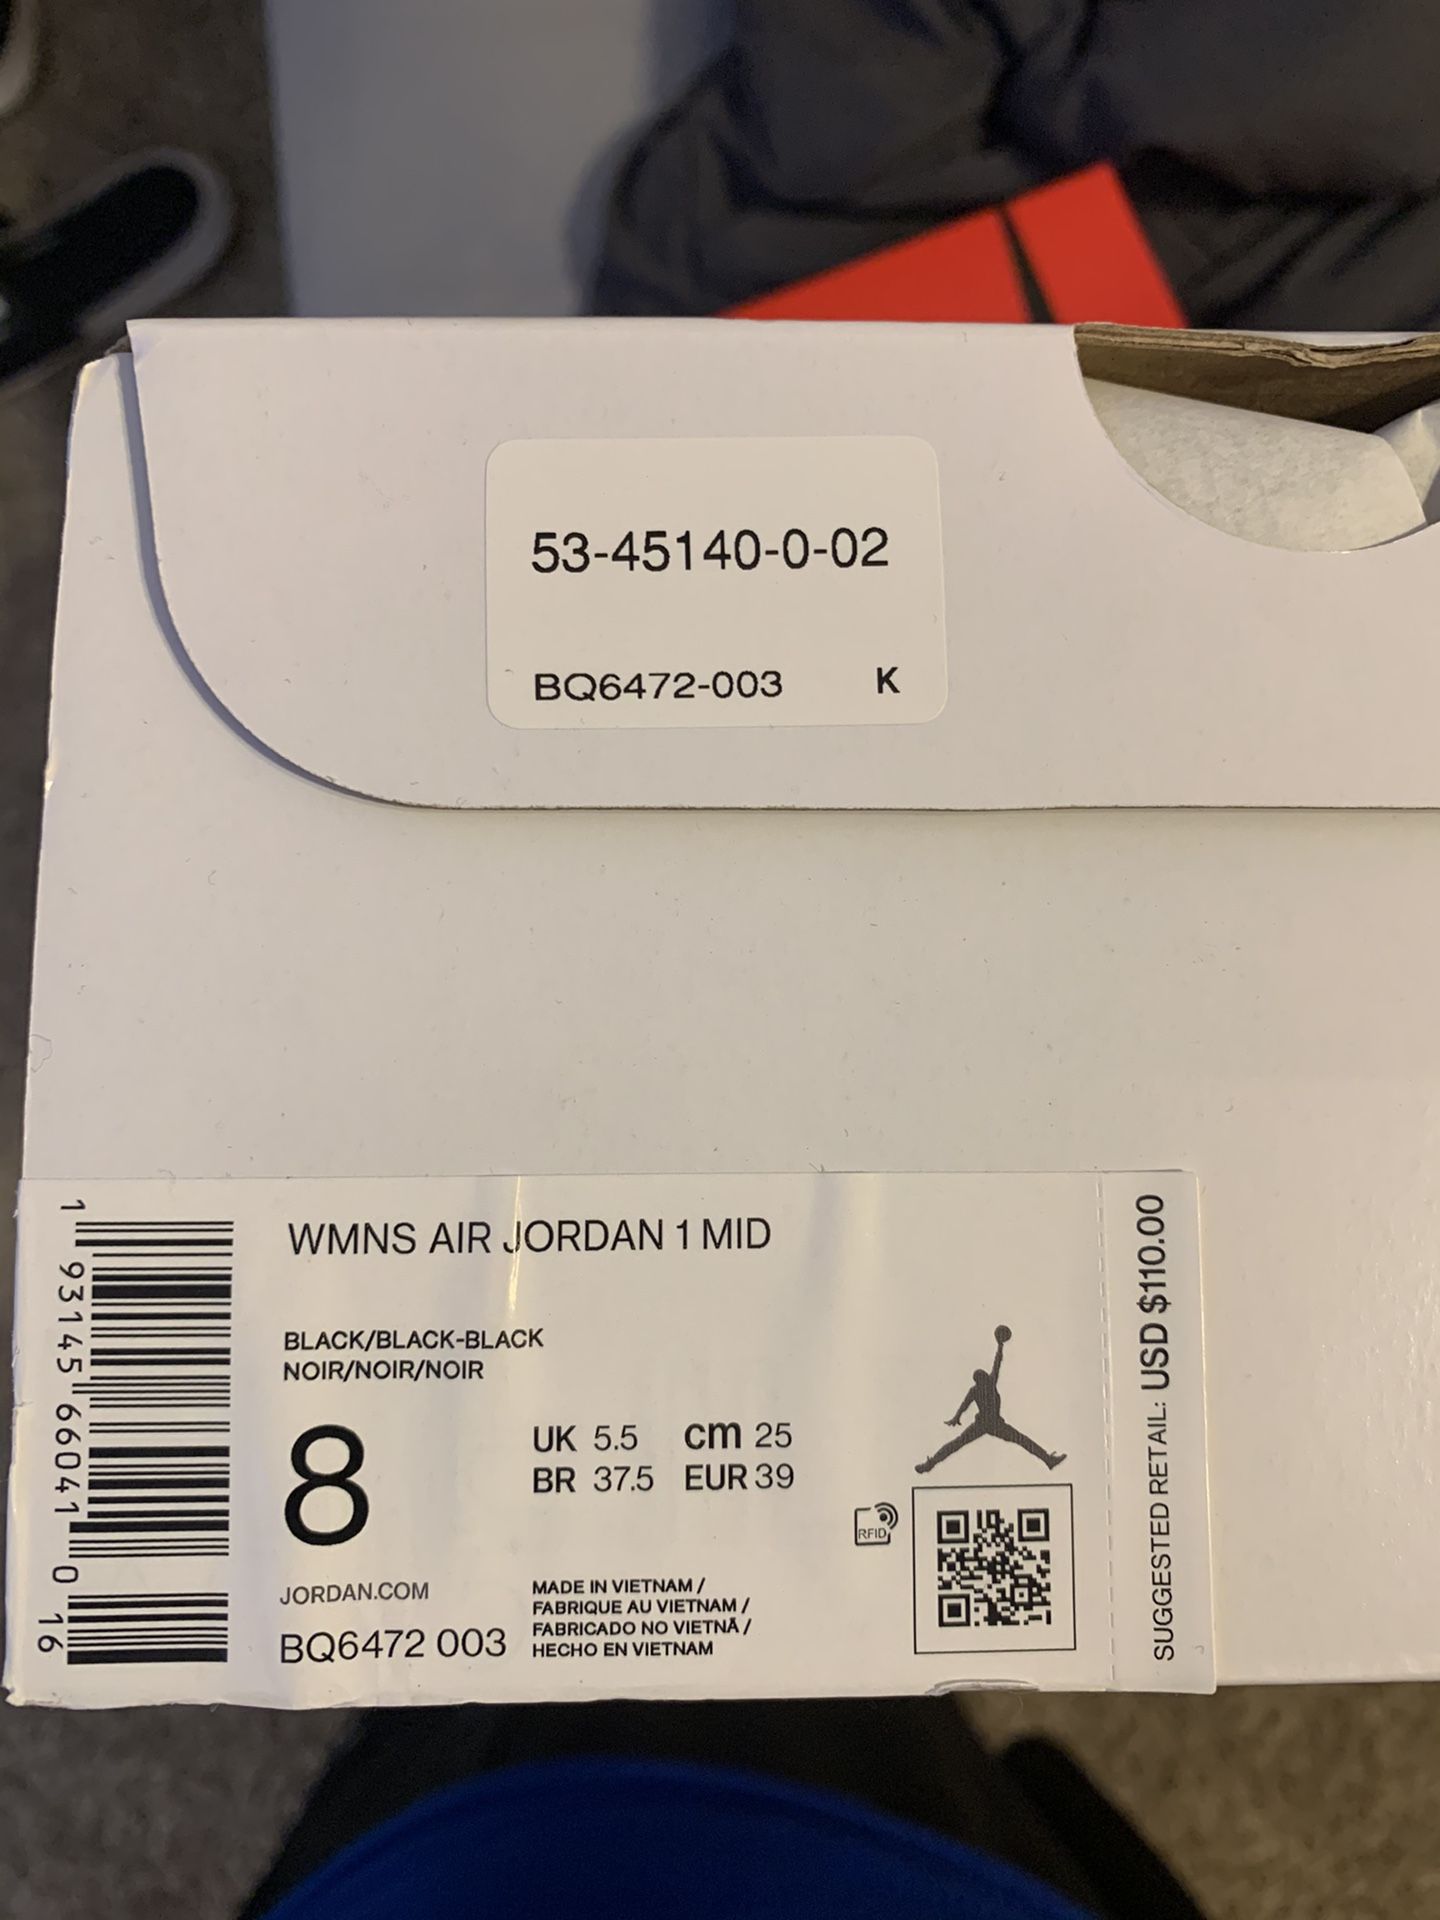 53-45140-0-02
BQ6472-003 K
WMNS AIR JORDAN 1 MID
BLACK/BLACK-BLACK
NOIR/NOIR/NOIR
8
UK 5.5 cm 25
BR 37.5 EUR 39
RFID
JORDAN.COM
BQ6472 003
MADE IN VIETNAM /
FABRIQUE AU VIETNAM /
FABRICADO NO VIETNÃ /
HECHO EN VIETNAM
1 93145 66041 0 16
SUGGESTED RETAIL: USD $110.00